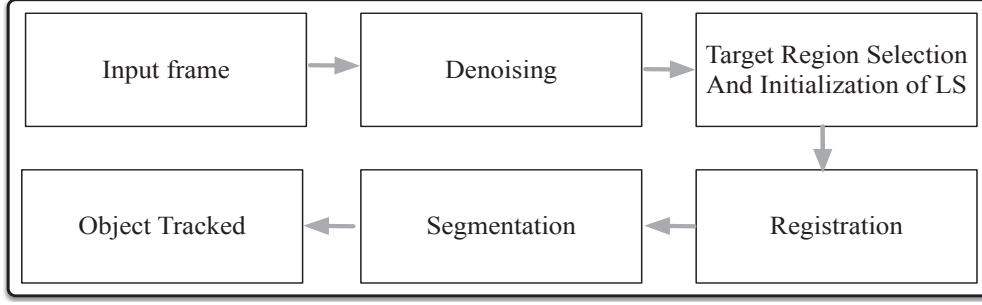 Input frame
Denoising
Target Region Selection
And Initialization of LS
Registration
Segmentation
Object Tracked